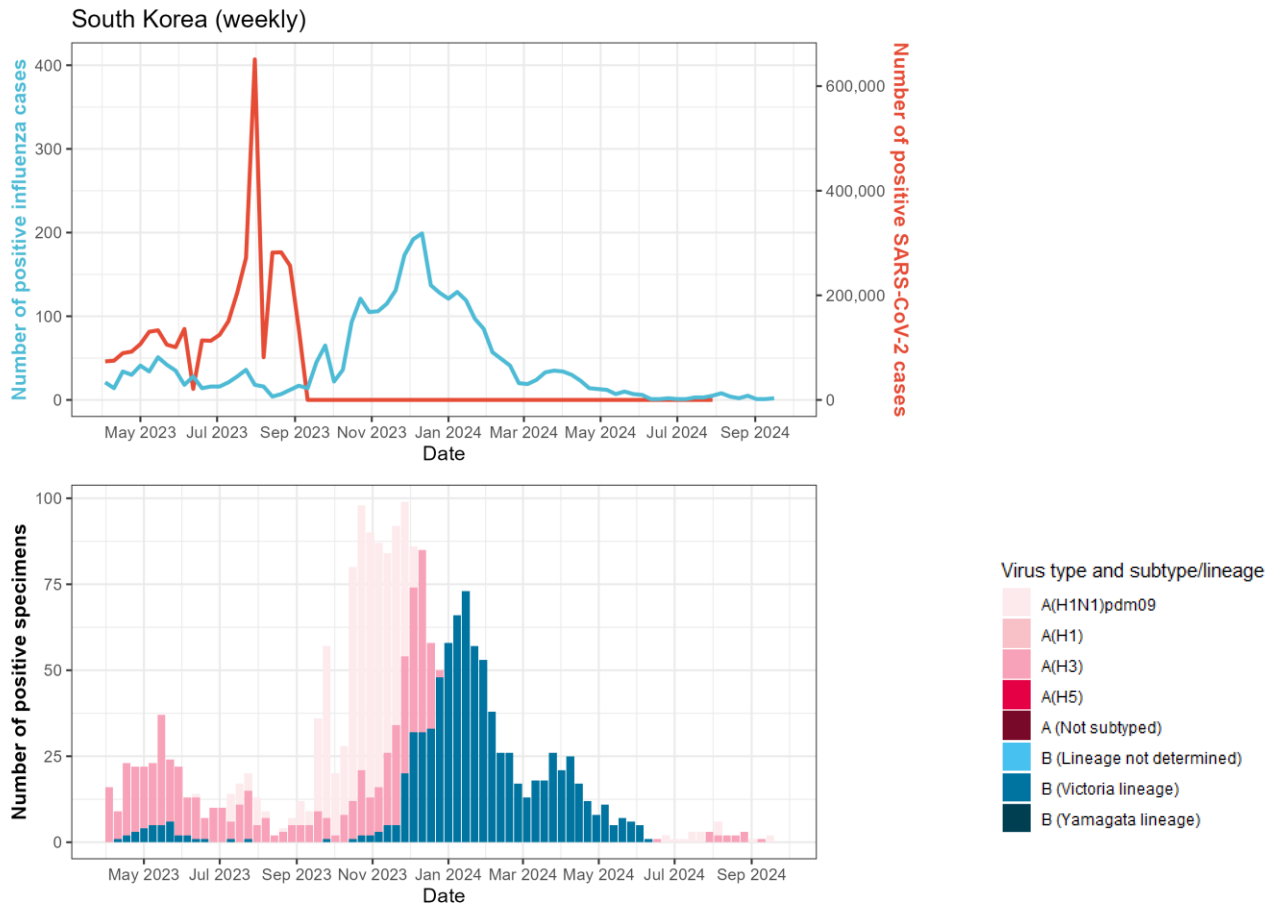 South Korea (weekly)
Number of positive influenza cases
400
300
200
100
0
600,000
400,000
200,000
0
Number of positive SARS-CoV-2 cases
May 2023 Jul 2023 Sep 2023 Nov 2023 Jan 2024 Mar 2024 May 2024 Jul 2024 Sep 2024
Date
Number of positive specimens
100
75
50
25
0
May 2023 Jul 2023 Sep 2023 Nov 2023 Jan 2024 Mar 2024 May 2024 Jul 2024 Sep 2024
Date
Virus type and subtype/lineage
A(H1N1)pdm09
A(H1)
A(H3)
A(H5)
A (Not subtyped)
B (Lineage not determined)
B (Victoria lineage)
B (Yamagata lineage)